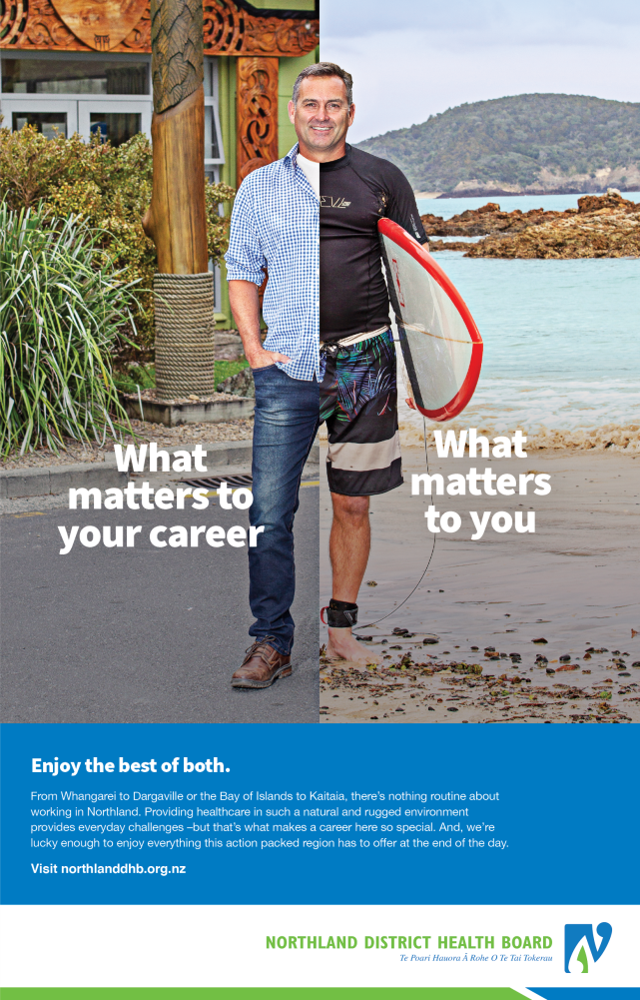 What
matters to
your career
What
matters
to you
Enjoy the best of both.
From Whangarei to Dargaville or the Bay of Islands to Kaitaia, there’s nothing routine about
working in Northland. Providing healthcare in such a natural and rugged environment
provides everyday challenges –but that’s what makes a career here so special. And, we’re
lucky enough to enjoy everything this action packed region has to offer at the end of the day.
Visit northlanddhb.org.nz
NORTHLAND DISTRICT HEALTH BOARD
Te Poari Hauora Ā Rohe O Te Tai Tokerau